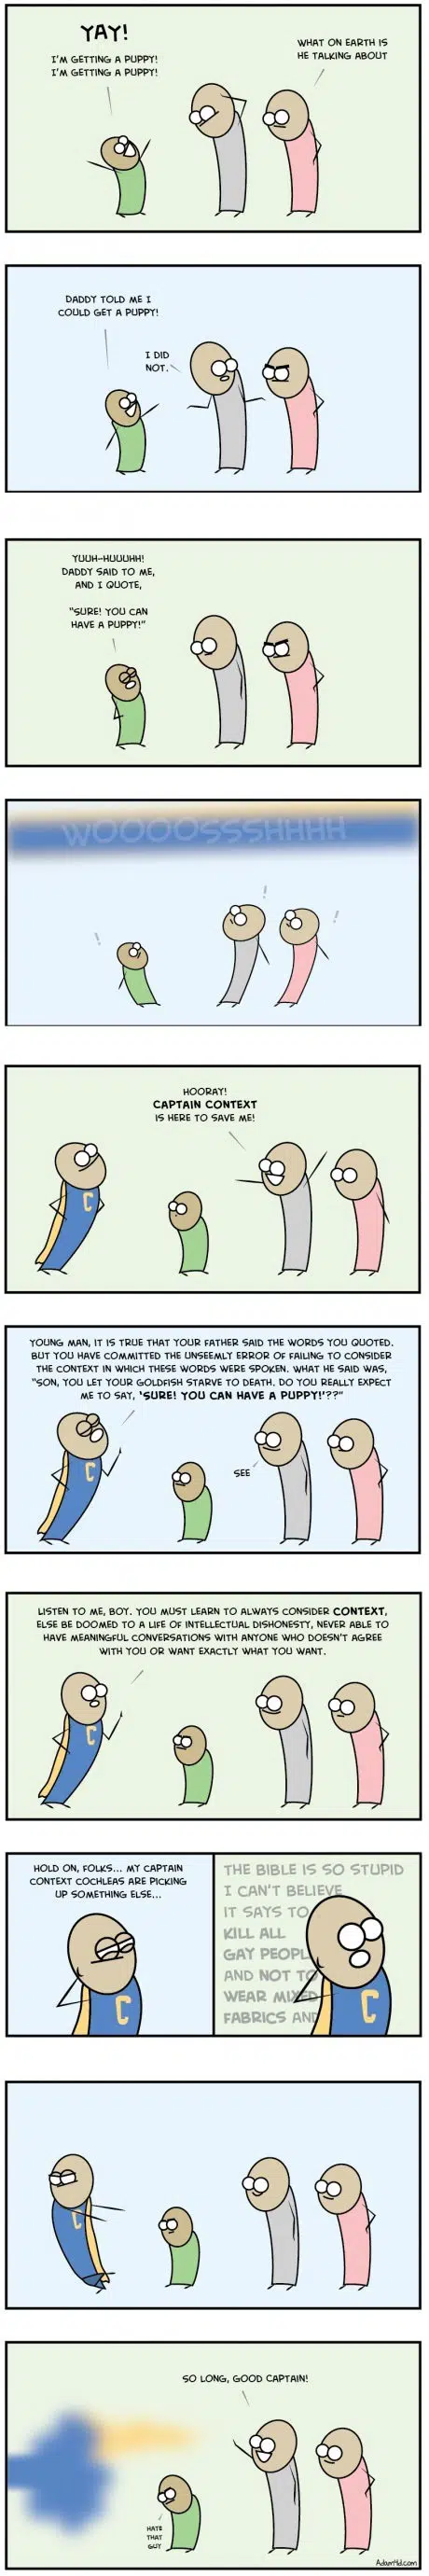 YAY!
I'M GETTING A PUPPY!
I'M GETTING A PUPPY!
WHAT ON EARTH IS
HE TALKING ABOUT
DADDY TOLD ME I
COULD GET A PUPPY!
I DID
NOT.
YUUH-HUUUHH!
DADDY SAID TO ME,
AND I QUOTE,
"SURE! YOU CAN
HAVE A PUPPY!"
WOOOOSSSHHHH
!
!
!
HOORAY!
CAPTAIN CONTEXT
IS HERE TO SAVE ME!
C
YOUNG MAN, IT IS TRUE THAT YOUR FATHER SAID THE WORDS YOU QUOTED.
BUT YOU HAVE COMMITTED THE UNSEEMLY ERROR OF FAILING TO CONSIDER
THE CONTEXT IN WHICH THESE WORDS WERE SPOKEN. WHAT HE SAID WAS,
"SON, YOU LET YOUR GOLDFISH STARVE TO DEATH. DO YOU REALLY EXPECT
ME TO SAY, 'SURE! YOU CAN HAVE A PUPPY!'??"
C
SEE
LISTEN TO ME, BOY. YOU MUST LEARN TO ALWAYS CONSIDER CONTEXT,
ELSE BE DOOMED TO A LIFE OF INTELLECTUAL DISHONESTY, NEVER ABLE TO
HAVE MEANINGFUL CONVERSATIONS WITH ANYONE WHO DOESN'T AGREE
WITH YOU OR WANT EXACTLY WHAT YOU WANT.
C
HOLD ON, FOLKS... MY CAPTAIN
CONTEXT COCHLEAS ARE PICKING
UP SOMETHING ELSE...
C
THE BIBLE IS SO STUPID
I CAN'T BELIEVE
IT SAYS TO
KILL ALL
GAY PEOPL
AND NOT TO
WEAR MIXED
FABRICS AND
C
C
SO LONG, GOOD CAPTAIN!
HATE
THAT
GUY
Adam4d.com